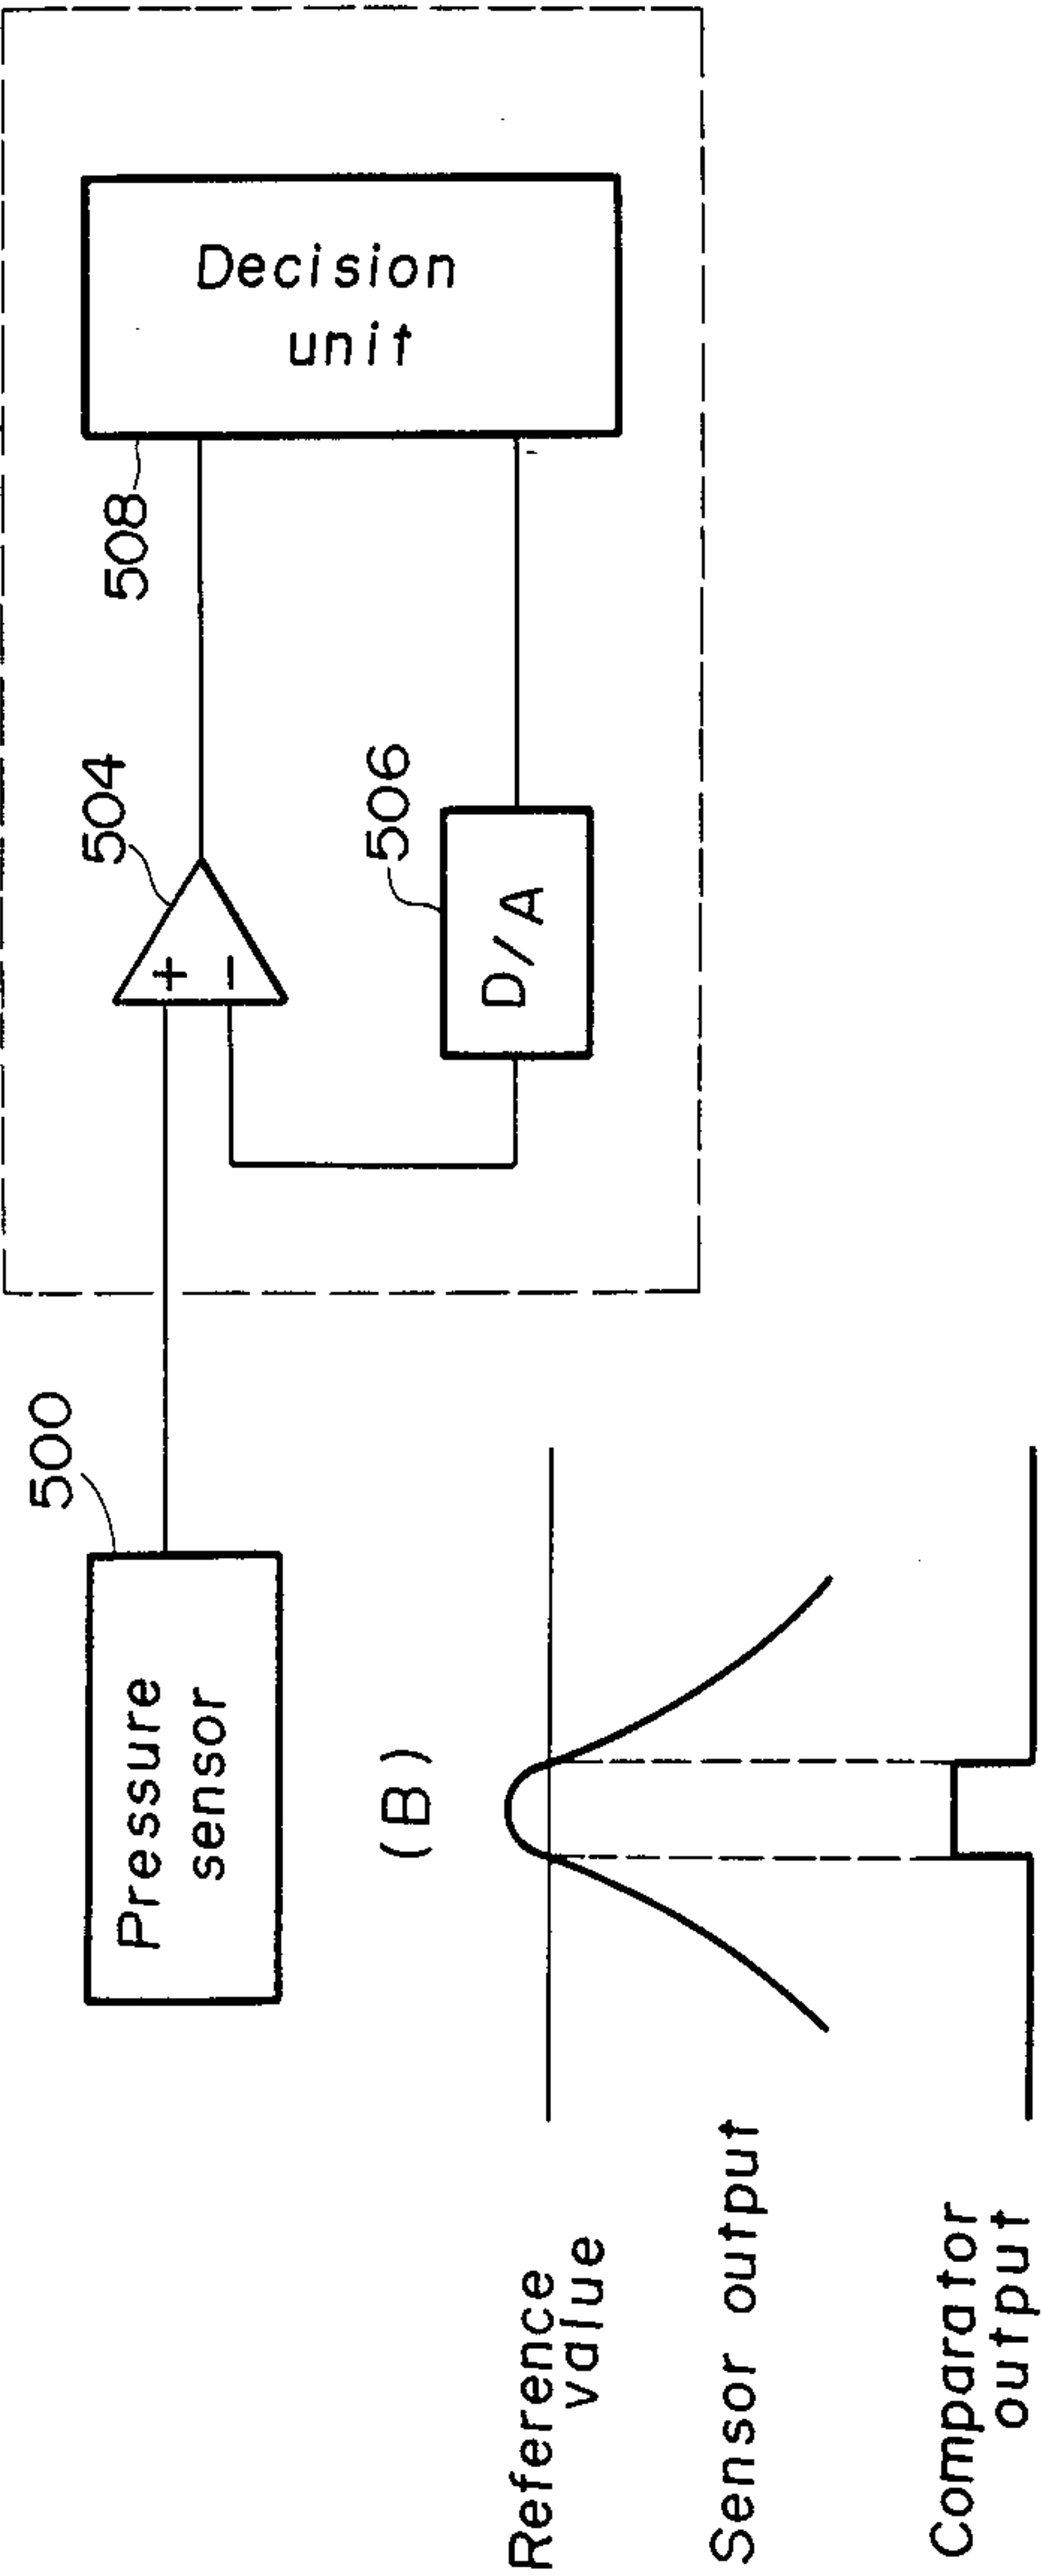 500
Pressure
sensor
504
+
−
506
D/A
508
Decision
unit
(B)
Reference
value
Sensor output
Comparator
output